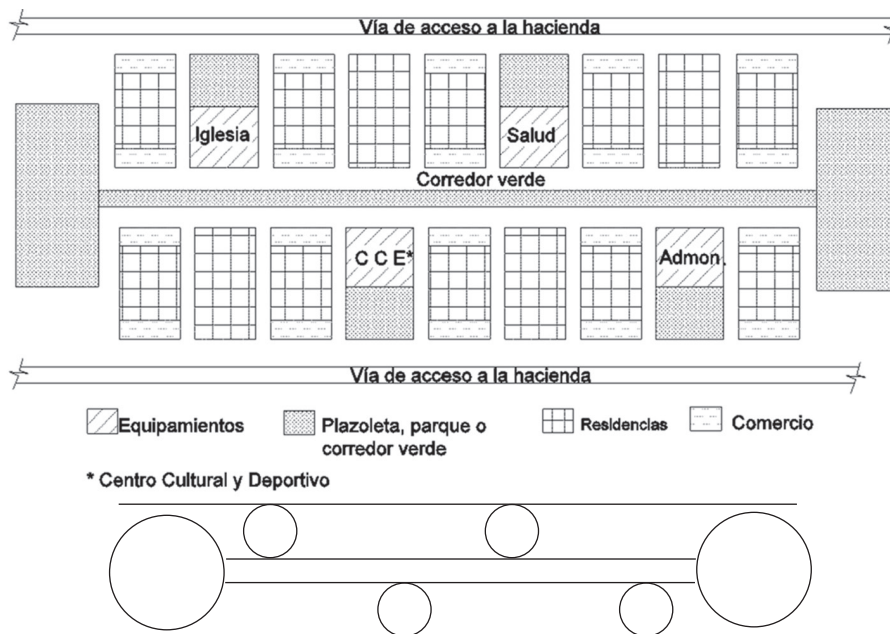 Vía de acceso a la hacienda
Iglesia
Salud
Corredor verde
C C E*
Admon.
Vía de acceso a la hacienda
Equipamientos
Plazoleta, parque o
corredor verde
Residencias
Comercio
* Centro Cultural y Deportivo